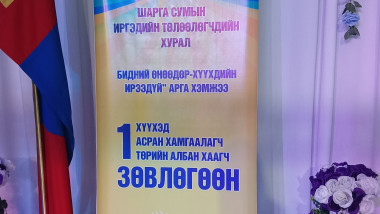 ШАРГА СУМЫН
ИРГЭДИЙН ТӨЛӨӨЛӨГЧДИЙН
ХУРАЛ
БИДНИЙ ӨНӨӨДӨР-ХҮҮХДИЙН
ИРЭЭДҮЙ" АРГА ХЭМЖЭЭ
1 ХҮҮХЭД
АСРАН ХАМГААЛАГЧ
ТӨРИЙН АЛБАН ХААГЧ
ЗӨВЛӨГӨӨН